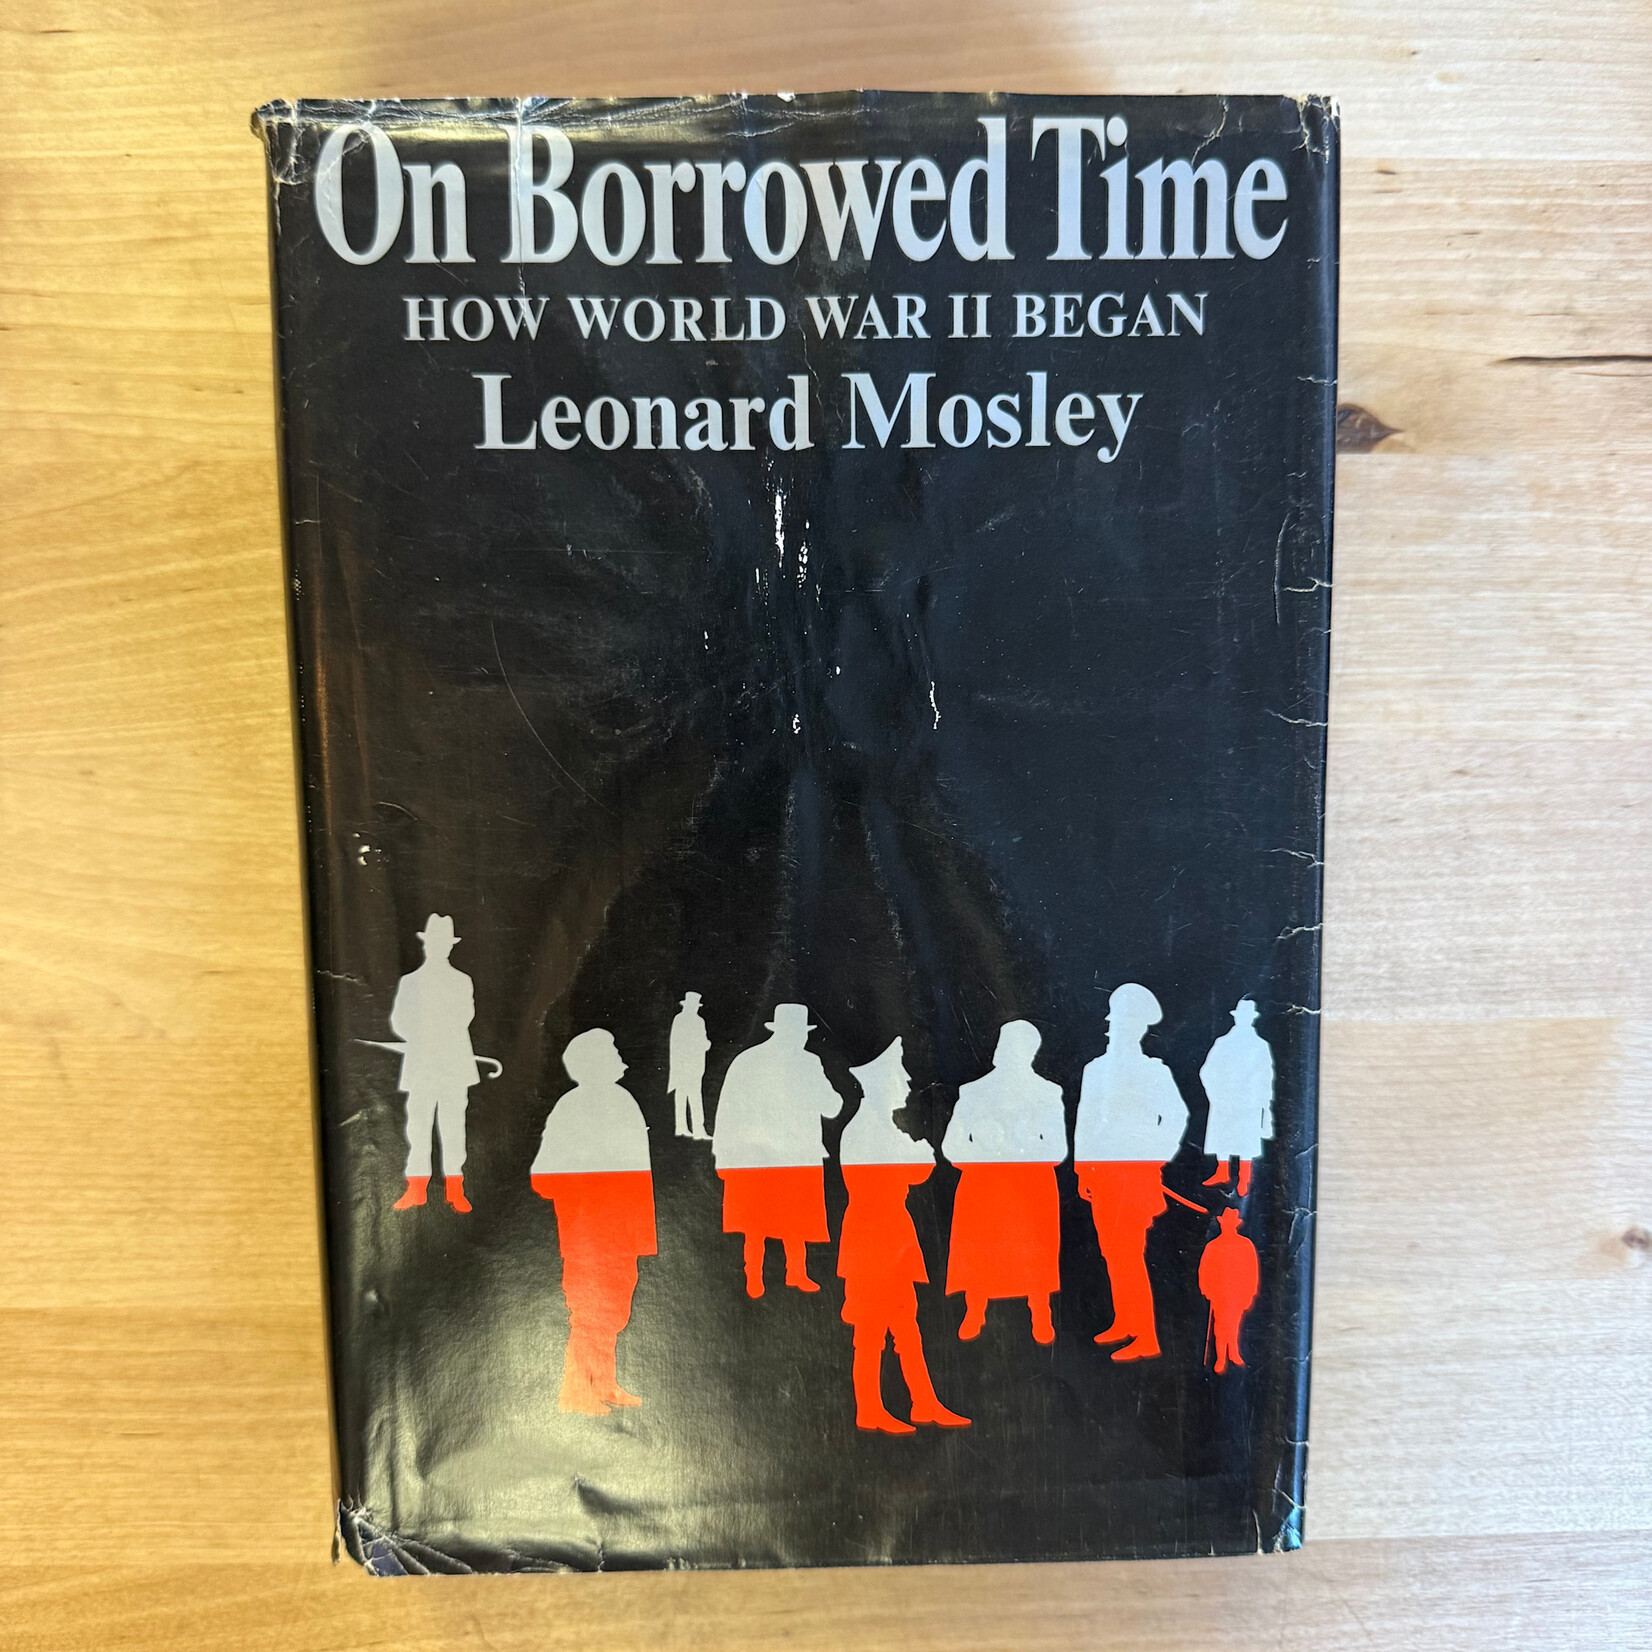 On Borrowed Time
HOW WORLD WAR II BEGAN
Leonard Mosley